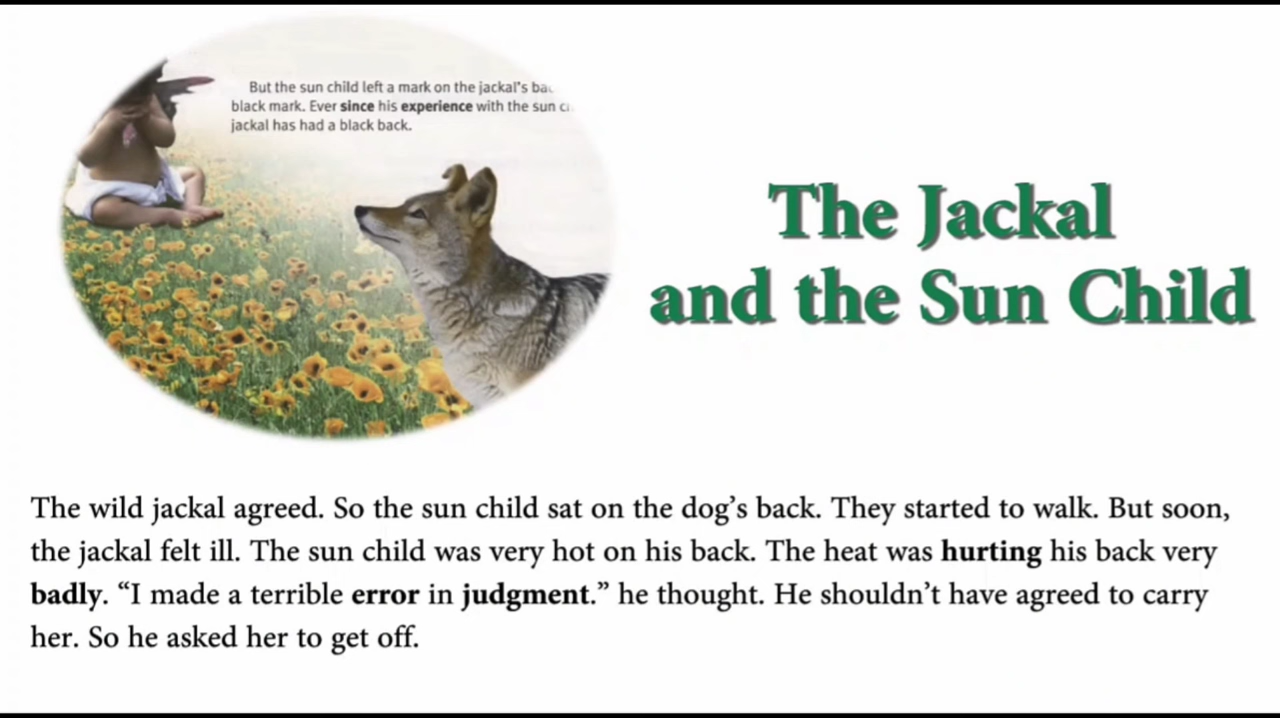 But the sun child left a mark on the jackal's
black mark. Ever since his experience with the sun
jackal has had a black back.
The Jackal
and the Sun Child
The wild jackal agreed. So the sun child sat on the dog's back. They started to walk. But soon,
the jackal felt ill. The sun child was very hot on his back. The heat was hurting his back very
badly. “I made a terrible error in judgment.” he thought. He shouldn't have agreed to carry
her. So he asked her to get off.